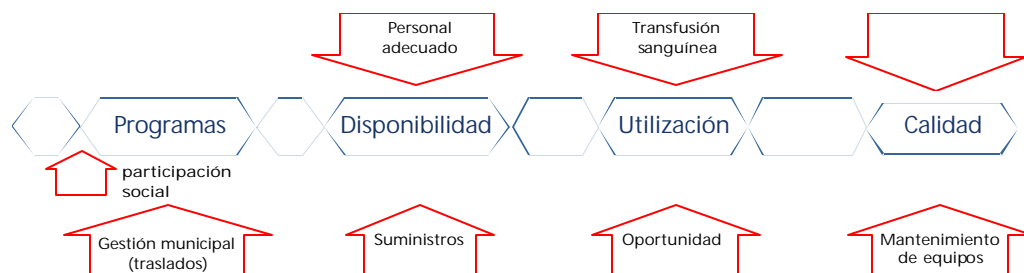 Personal
adecuado
Transfusión
sanguínea
Programas
Disponibilidad
Utilización
Calidad
participación
social
Gestión municipal
(traslados)
Suministros
Oportunidad
Mantenimiento
de equipos